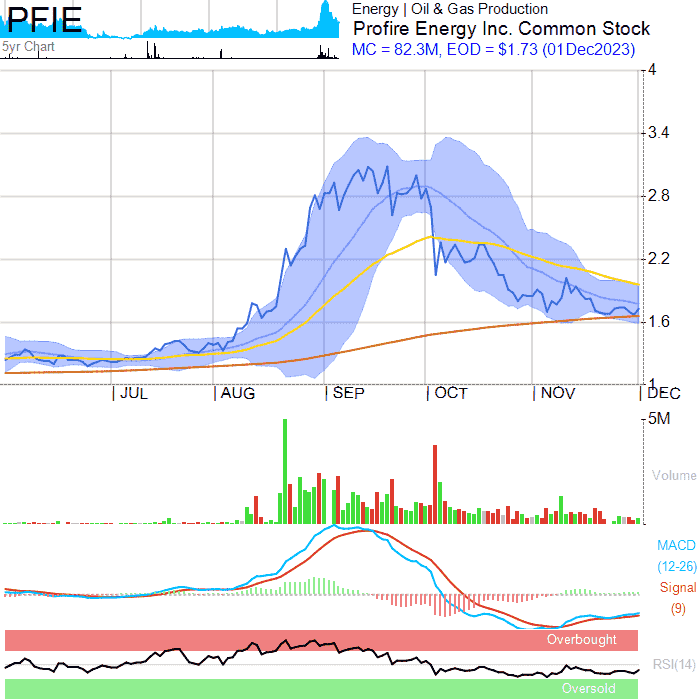 PFIE
Energy | Oil & Gas Production
Profire Energy Inc. Common Stock
5yr Chart
MC = 82.3M, EOD = $1.73 (01Dec2023)
4
3.4
2.8
2.2
1.6
1
| JUL
| AUG
| SEP
| OCT
| NOV
| DEC
5M
Volume
MACD
(12-26)
Signal
(9)
Overbought
RSI(14)
Oversold